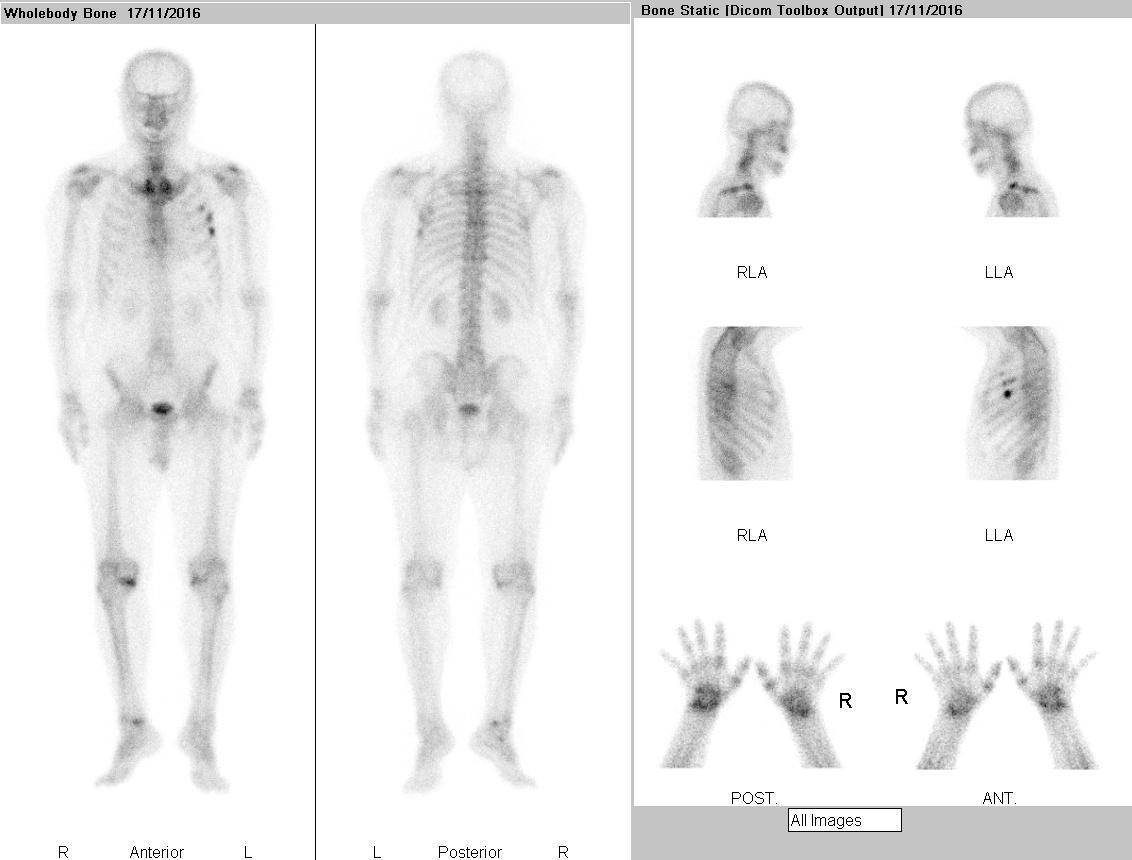 Wholebody Bone 17/11/2016
Bone Static [Dicom Toolbox Output] 17/11/2016
RLA LLA
RLA LLA
R R
POST. ANT.
All Images
R Anterior L L Posterior R